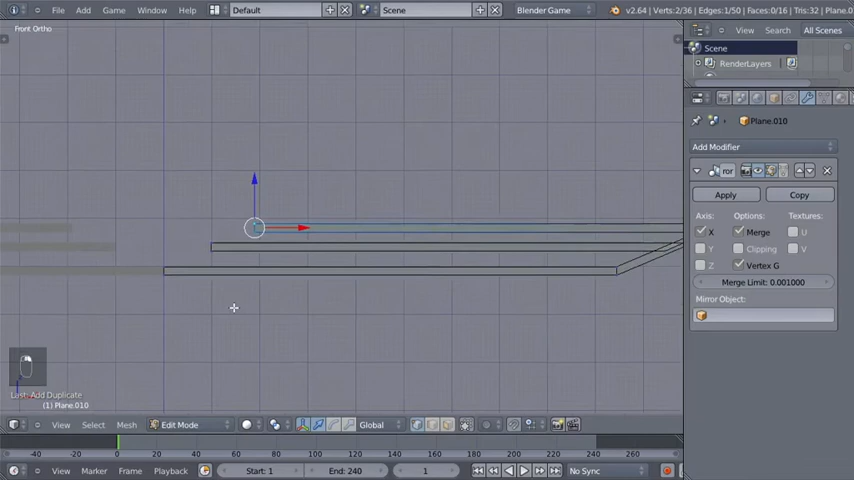 File Add Game Window Help Default Scene Blender Game v2.64 | Verts:2/36 | Edges:1/50 | Faces:0/16 | Tris:32 | Plane.0
Front Ortho
View Search All Scenes
Scene
RenderLayers
Plane.010
Add Modifier
ror
Apply Copy
Axis: Options: Textures:
X Merge U
Y Clipping V
Z Vertex G
Merge Limit: 0.001000
Mirror Object:
Last: Add Duplicate
(1) Plane.010
View Select Mesh Edit Mode Global
-40 -20 0 20 40 60 80 100 120 140 160 180 200 220 240 260
View Marker Frame Playback Start: 1 End: 240 1 No Sync